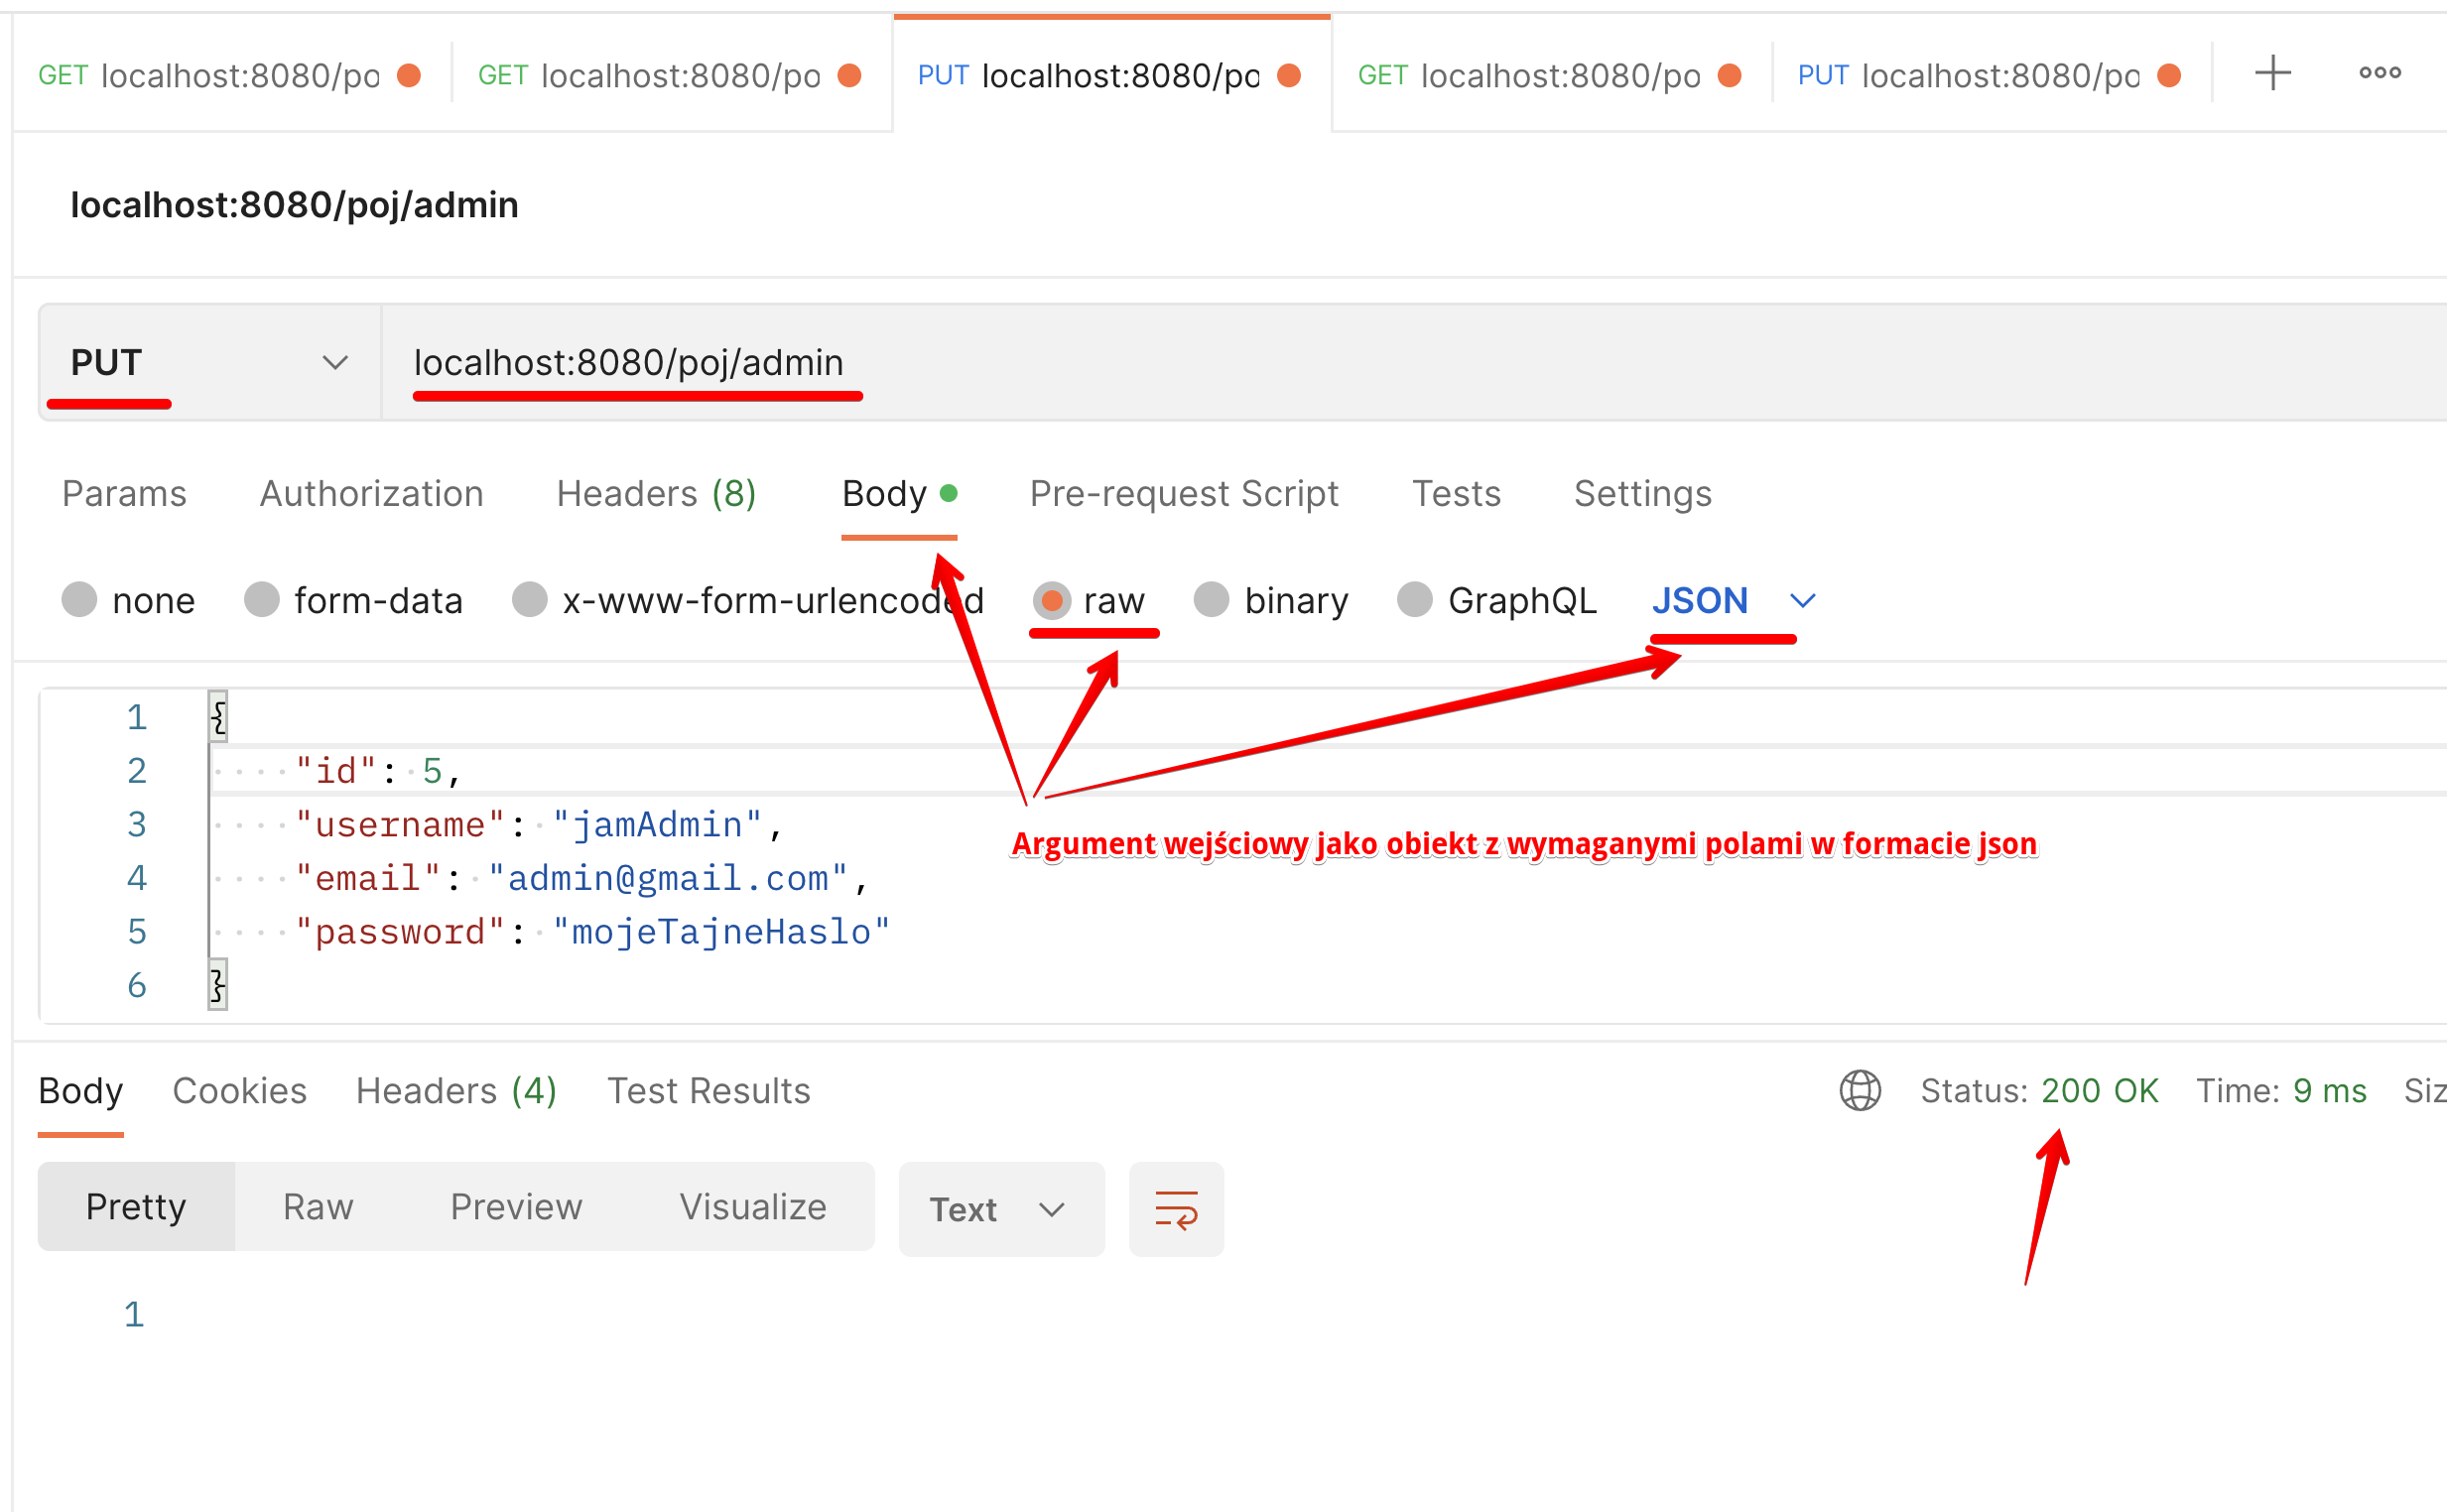 GET localhost:8080/po GET localhost:8080/po PUT localhost:8080/po GET localhost:8080/po PUT localhost:8080/po
localhost:8080/poj/admin
PUT localhost:8080/poj/admin
Params Authorization Headers (8) Body Pre-request Script Tests Settings
none form-data x-www-form-urlencoded raw binary GraphQL JSON
1 {
2 "id": 5,
3 "username": "jamAdmin",
4 "email": "admin@gmail.com",
5 "password": "mojeTajneHaslo"
6 }
Argument wejściowy jako obiekt z wymaganymi polami w formacie json
Body Cookies Headers (4) Test Results Status: 200 OK Time: 9 ms Siz
Pretty Raw Preview Visualize Text
1